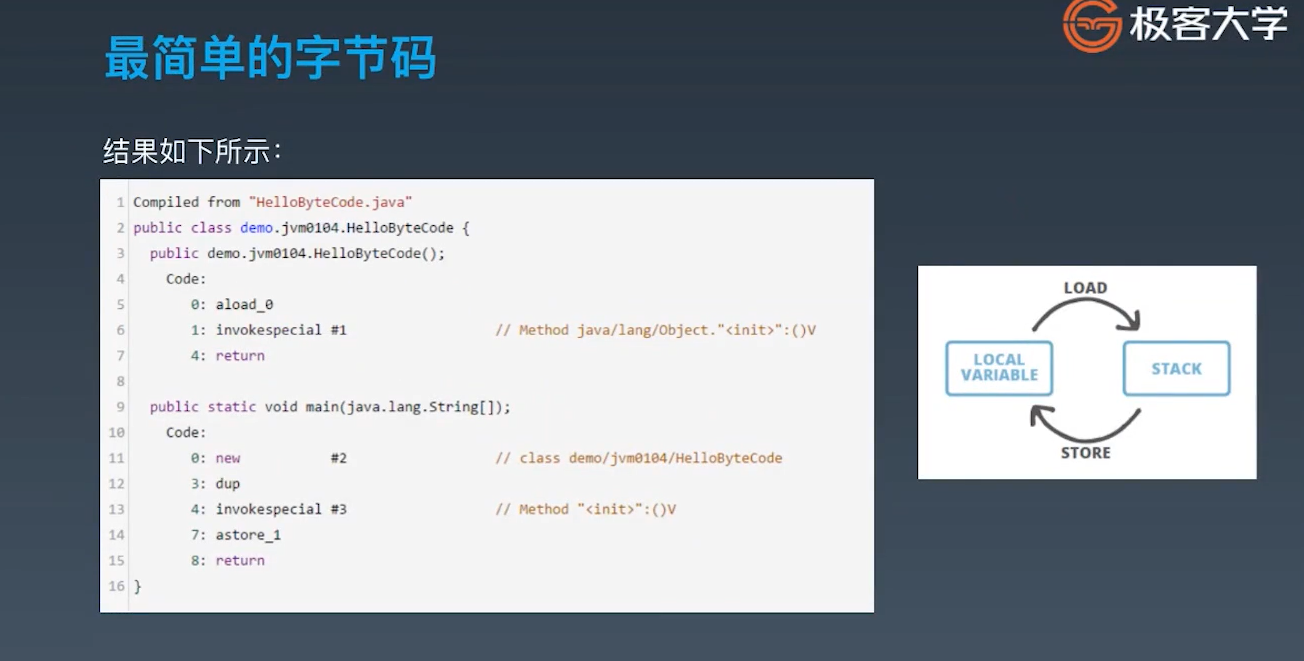 极客大学
最简单的字节码
结果如下所示：
1 Compiled from "HelloByteCode.java"
2 public class demo.jvm0104.HelloByteCode {
3   public demo.jvm0104.HelloByteCode();
4     Code:
5        0: aload_0
6        1: invokespecial #1                  // Method java/lang/Object."<init>":()V
7        4: return
8
9   public static void main(java.lang.String[]);
10     Code:
11        0: new           #2                  // class demo/jvm0104/HelloByteCode
12        3: dup
13        4: invokespecial #3                  // Method "<init>":()V
14        7: astore_1
15        8: return
16 }
LOAD
LOCAL
VARIABLE
STACK
STORE